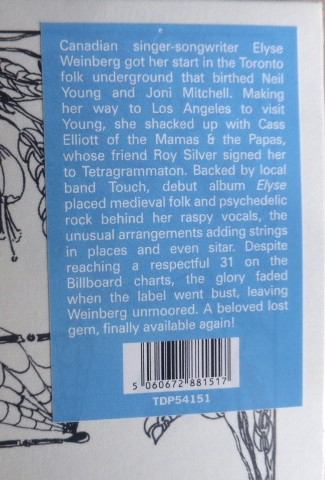 Canadian singer-songwriter Elyse
Weinberg got her start in the Toronto
folk underground that birthed Neil
Young and Joni Mitchell. Making
her way to Los Angeles to visit
Young, she shacked up with Cass
Elliott of the Mamas & the Papas,
whose friend Roy Silver signed her
to Tetragrammaton. Backed by local
band Touch, debut album Elyse
placed medieval folk and psychedelic
rock behind her raspy vocals, the
unusual arrangements adding strings
in places and even sitar. Despite
reaching a respectful 31 on the
Billboard charts, the glory faded
when the label went bust, leaving
Weinberg unmoored. A beloved lost
gem, finally available again!
5 060672 881517
TDP54151